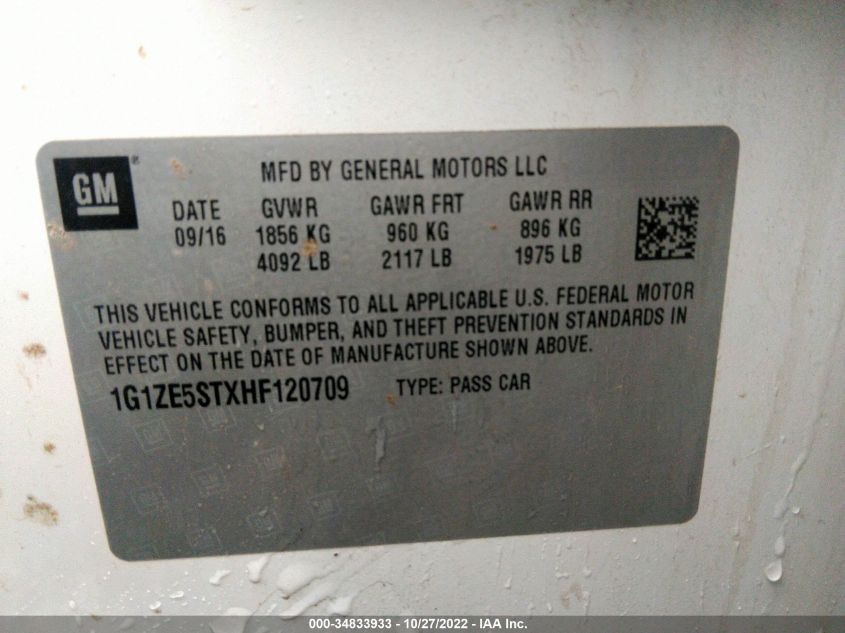 GM ®
MFD BY GENERAL MOTORS LLC
DATE GVWR GAWR FRT GAWR RR
09/16 1856 KG 960 KG 896 KG
4092 LB 2117 LB 1975 LB
THIS VEHICLE CONFORMS TO ALL APPLICABLE U.S. FEDERAL MOTOR
VEHICLE SAFETY, BUMPER, AND THEFT PREVENTION STANDARDS IN
EFFECT ON THE DATE OF MANUFACTURE SHOWN ABOVE.
1G1ZE5STXHF120709 TYPE: PASS CAR
000-34833933 - 10/27/2022 - IAA Inc.